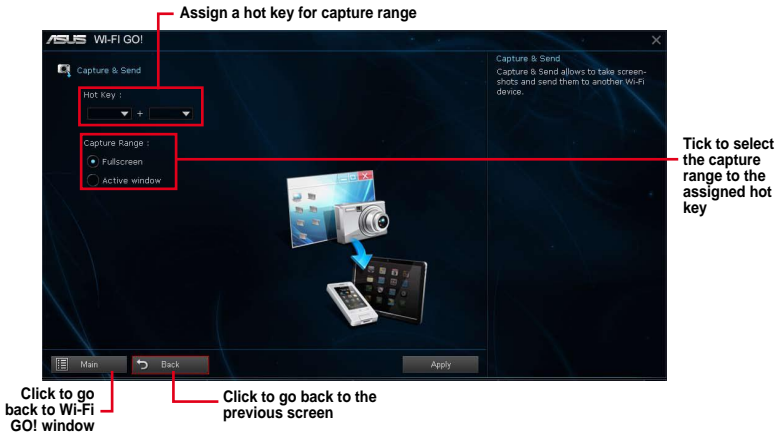 Assign a hot key for capture range
ASUS WI-FI GO!
Capture & Send
Hot Key :
+
Capture Range :
Fullscreen
Active window
Capture & Send
Capture & Send allows to take screen-
shots and send them to another Wi-Fi
device.
Tick to select
the capture
range to the
assigned hot
key
Main
Back
Apply
Click to go
back to Wi-Fi
GO! window
Click to go back to the
previous screen